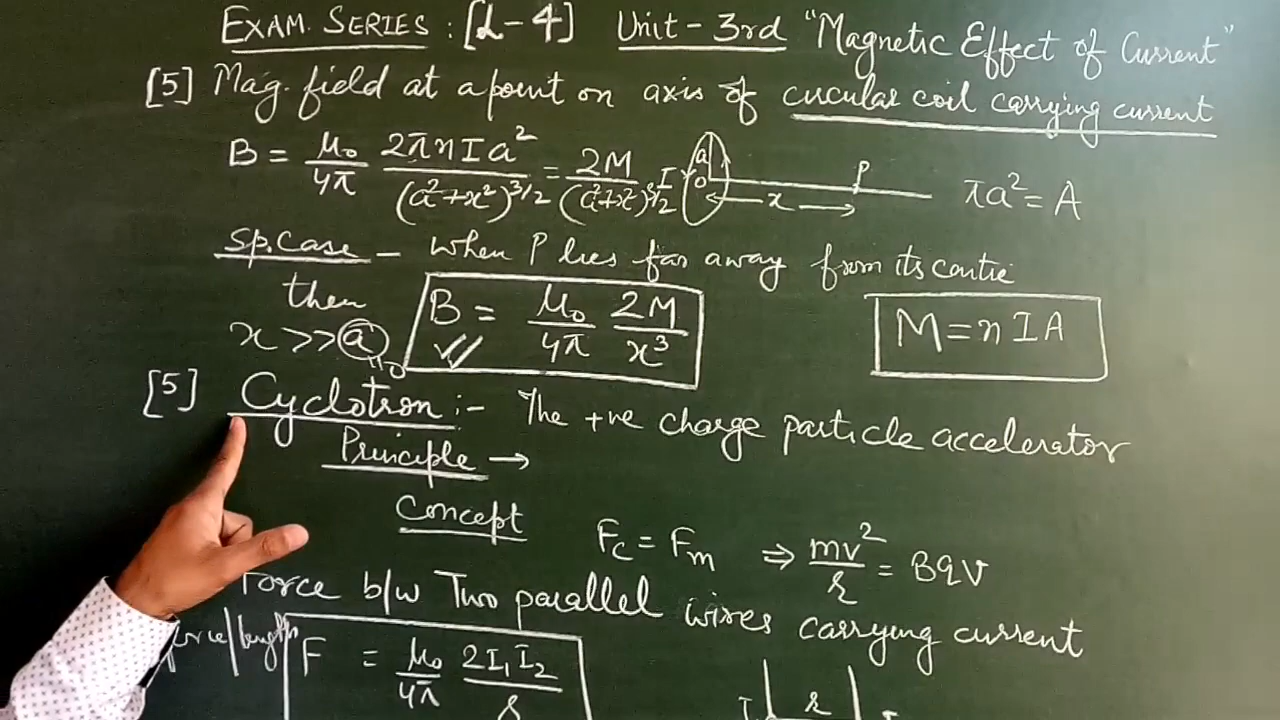 EXAM. SERIES : [L-4] Unit - 3rd "Magnetic Effect of Current"
[5] Mag. field at a point on axis of circular coil carrying current
B = μ₀/4π 2πnIa²/(a²+x²)^3/2 = 2M/(a²+x²)^3/2 I a O x P πa² = A
Sp. Case - When P lies far away from its centre
then
x >> a B = μ₀/4π 2M/x³ M = n I A
[5] Cyclotron :- The +ve charge particle accelerator
Principle →
Concept
Fc = Fm ⇒ mv²/r = BqV
Force b/w Two parallel wires carrying current
force/length F = μ₀/4π 2I₁I₂/r
r